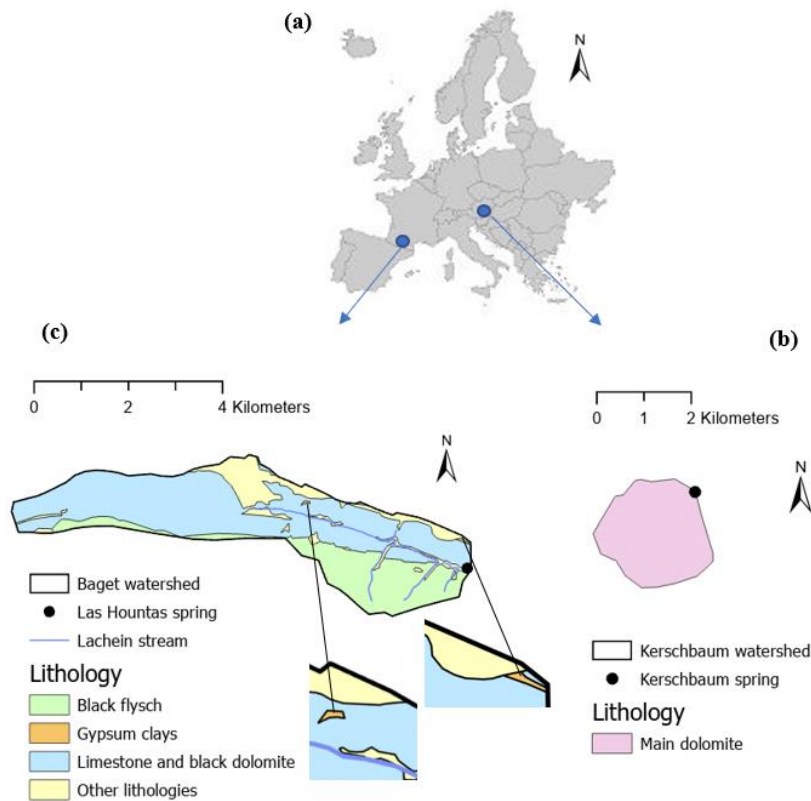 (a)
N
(c)
0 2 4 Kilometers
N
Baget watershed
Las Hountas spring
Lachein stream
Lithology
Black flysch
Gypsum clays
Limestone and black dolomite
Other lithologies
(b)
0 1 2 Kilometers
N
Kerschbaum watershed
Kerschbaum spring
Lithology
Main dolomite